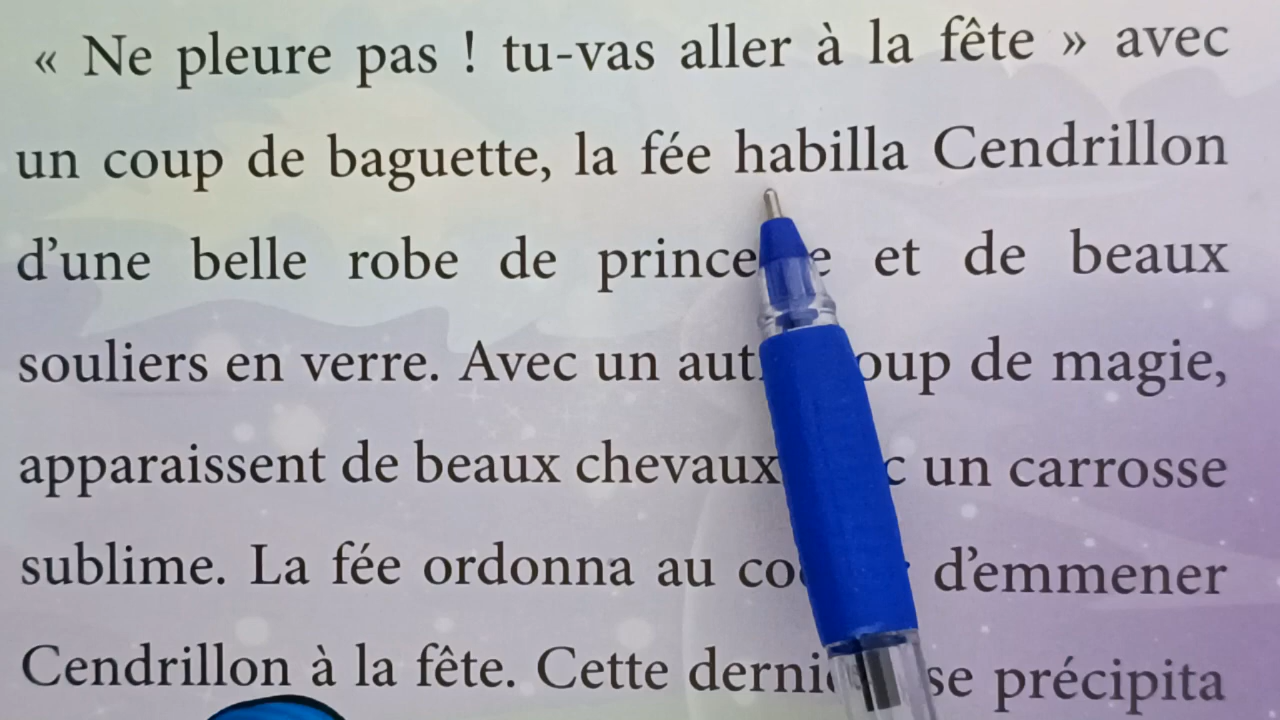 « Ne pleure pas ! tu-vas aller à la fête » avec
un coup de baguette, la fée habilla Cendrillon
d'une belle robe de et de beaux
souliers en verre. Avec un de magie,
apparaissent de beaux chevaux un carrosse
sublime. La fée ordonna au d'emmener
Cendrillon à la fête. Cette se précipita